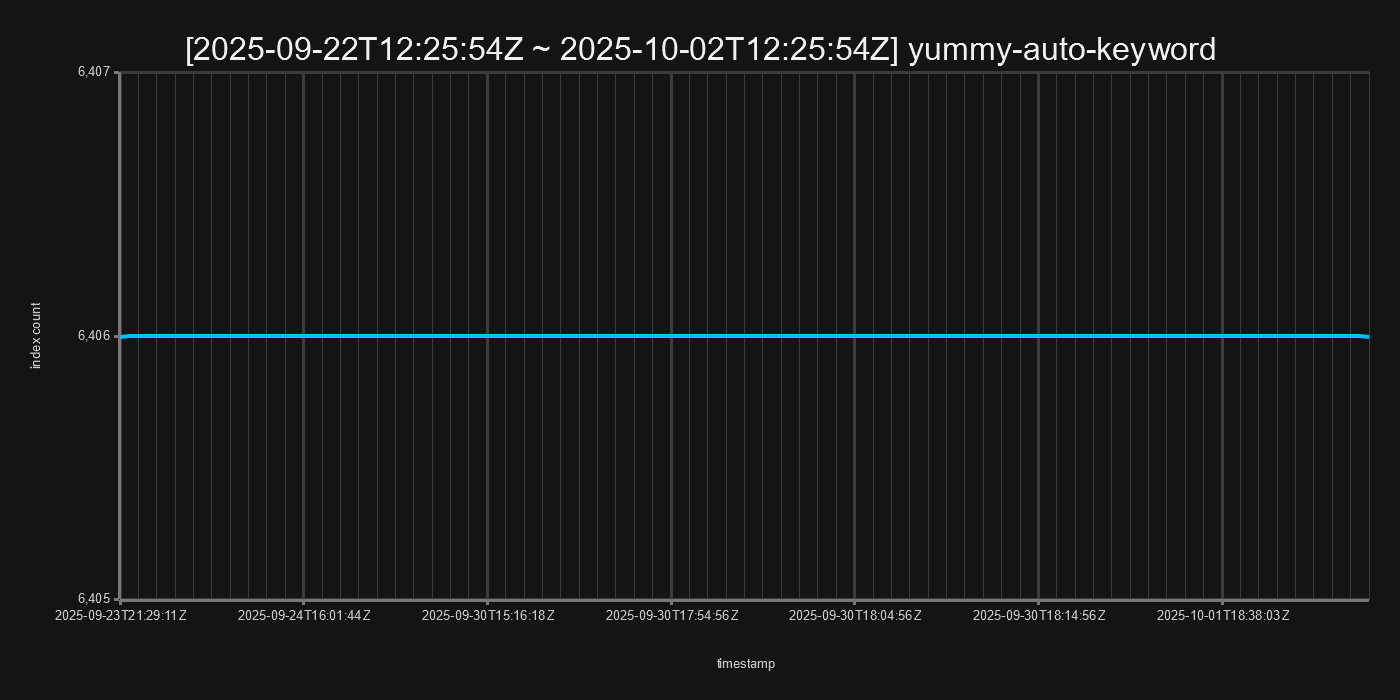 [2025-09-22T12:25:54Z ~ 2025-10-02T12:25:54Z] yummy-auto-keyword
6,407
6,406
6,405
index count
2025-09-23T21:29:11Z
2025-09-24T16:01:44Z
2025-09-30T15:16:18Z
2025-09-30T17:54:56Z
2025-09-30T18:04:56Z
2025-09-30T18:14:56Z
2025-10-01T18:38:03Z
timestamp